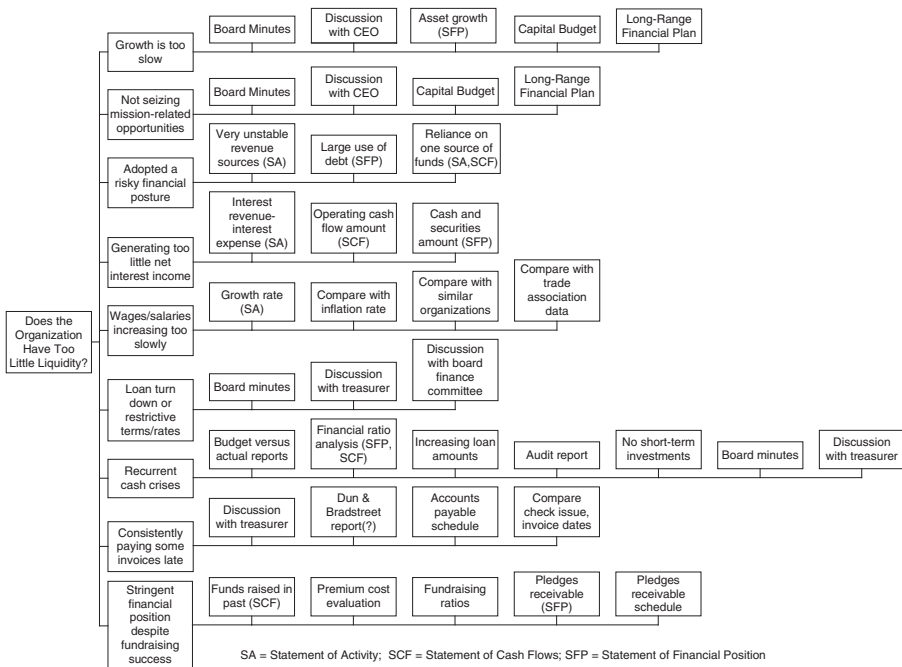 Does the
Organization
Have Too
Little Liquidity?
Growth is too
slow
Board Minutes
Discussion
with CEO
Asset growth
(SFP)
Capital Budget
Long-Range
Financial Plan
Not seizing
mission-related
opportunities
Board Minutes
Discussion
with CEO
Capital Budget
Long-Range
Financial Plan
Adopted a
risky financial
posture
Very unstable
revenue
sources (SA)
Large use of
debt (SFP)
Reliance on
one source of
funds (SA,SCF)
Generating too
little net
interest income
Interest
revenue-
interest
expense (SA)
Operating cash
flow amount
(SCF)
Cash and
securities
amount (SFP)
Wages/salaries
increasing too
slowly
Growth rate
(SA)
Compare with
inflation rate
Compare with
similar
organizations
Compare with
trade
association
data
Loan turn
down or
restrictive
terms/rates
Board minutes
Discussion
with treasurer
Discussion
with board
finance
committee
Recurrent
cash crises
Budget versus
actual reports
Financial ratio
analysis (SFP,
SCF)
Increasing loan
amounts
Audit report
No short-term
investments
Board minutes
Discussion
with treasurer
Consistently
paying some
invoices late
Discussion
with treasurer
Dun &
Bradstreet
report(?)
Accounts
payable
schedule
Compare
check issue,
invoice dates
Stringent
financial
position
despite
fundraising
success
Funds raised in
past (SCF)
Premium cost
evaluation
Fundraising
ratios
Pledges
receivable
(SFP)
Pledges
receivable
schedule
SA = Statement of Activity; SCF = Statement of Cash Flows; SFP = Statement of Financial Position